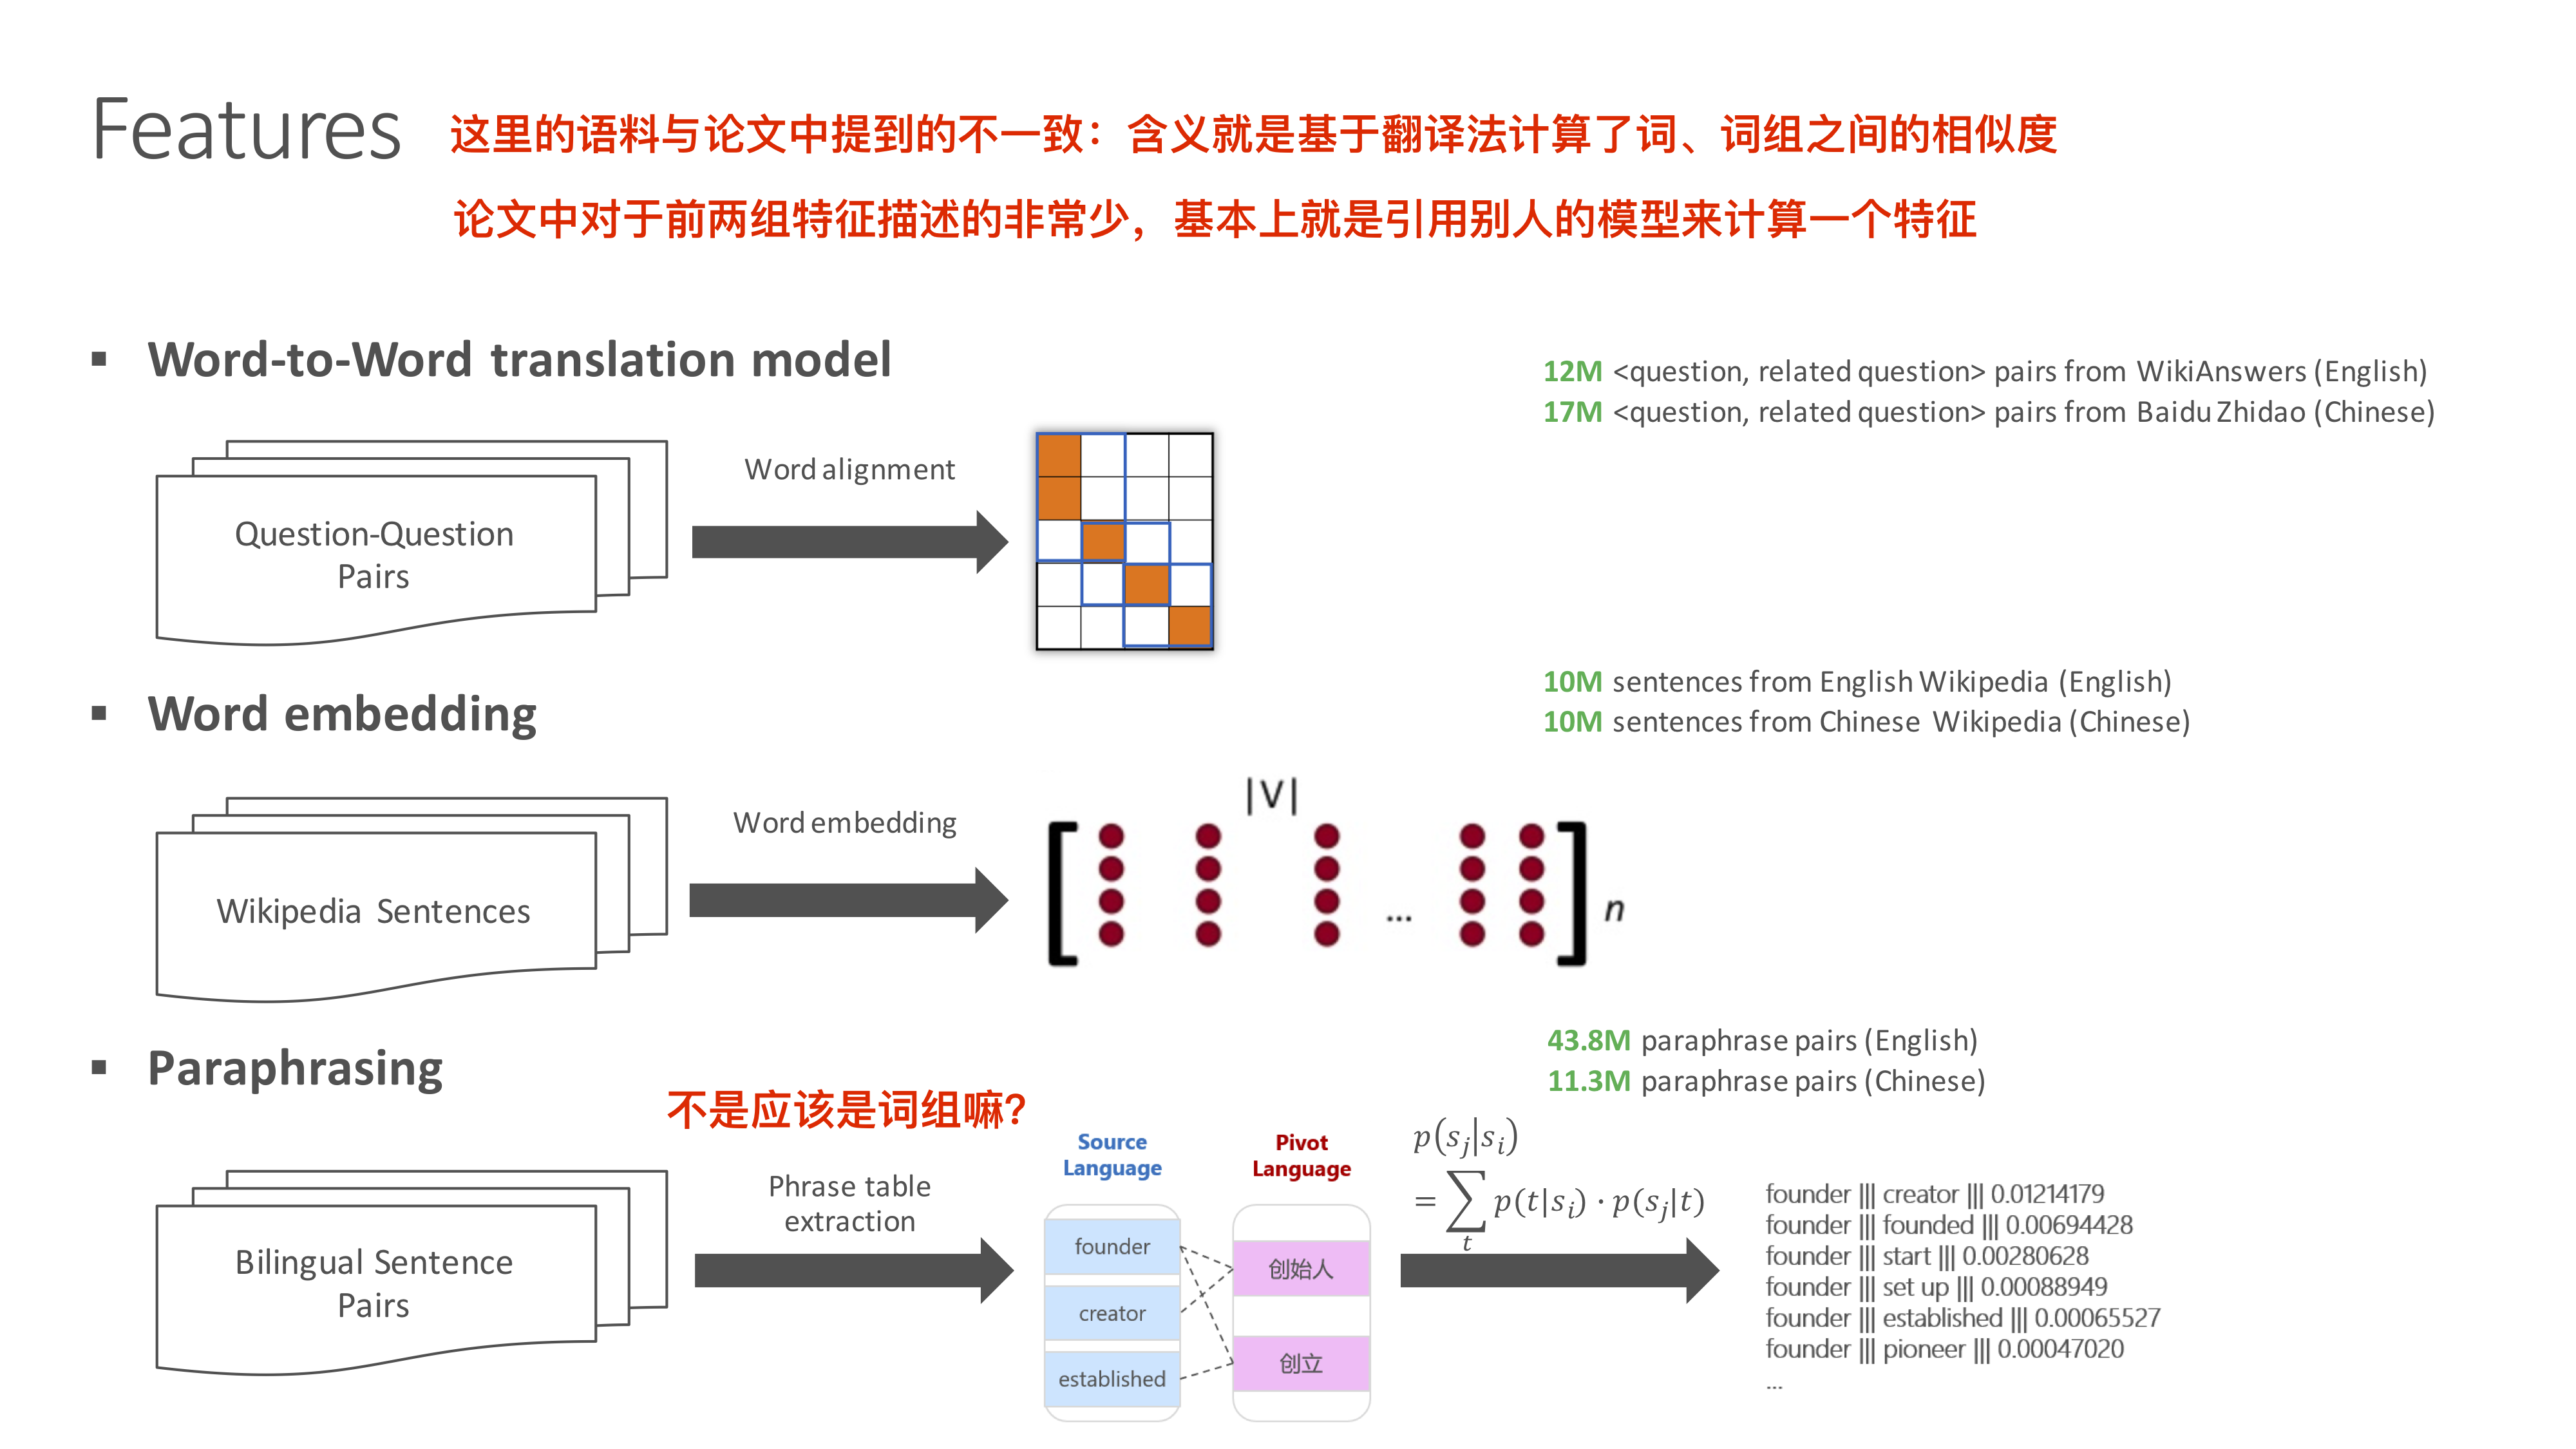 Features
这里的语料与论文中提到的不一致：含义就是基于翻译法计算了词、词组之间的相似度
论文中对于前两组特征描述的非常少，基本上就是引用别人的模型来计算一个特征
▪ Word-to-Word translation model
12M <question, related question> pairs from WikiAnswers (English)
17M <question, related question> pairs from Baidu Zhidao (Chinese)
Question-Question
Pairs
Word alignment
▪ Word embedding
10M sentences from English Wikipedia (English)
10M sentences from Chinese Wikipedia (Chinese)
Wikipedia Sentences
Word embedding
|V|
...
n
▪ Paraphrasing
43.8M paraphrase pairs (English)
11.3M paraphrase pairs (Chinese)
不是应该是词组嘛？
Bilingual Sentence
Pairs
Phrase table
extraction
Source
Language
founder
creator
established
Pivot
Language
创始人
创立
p(s_j|s_i)
= ∑_t p(t|s_i) · p(s_j|t)
founder ||| creator ||| 0.01214179
founder ||| founded ||| 0.00694428
founder ||| start ||| 0.00280628
founder ||| set up ||| 0.00088949
founder ||| established ||| 0.00065527
founder ||| pioneer ||| 0.00047020
...